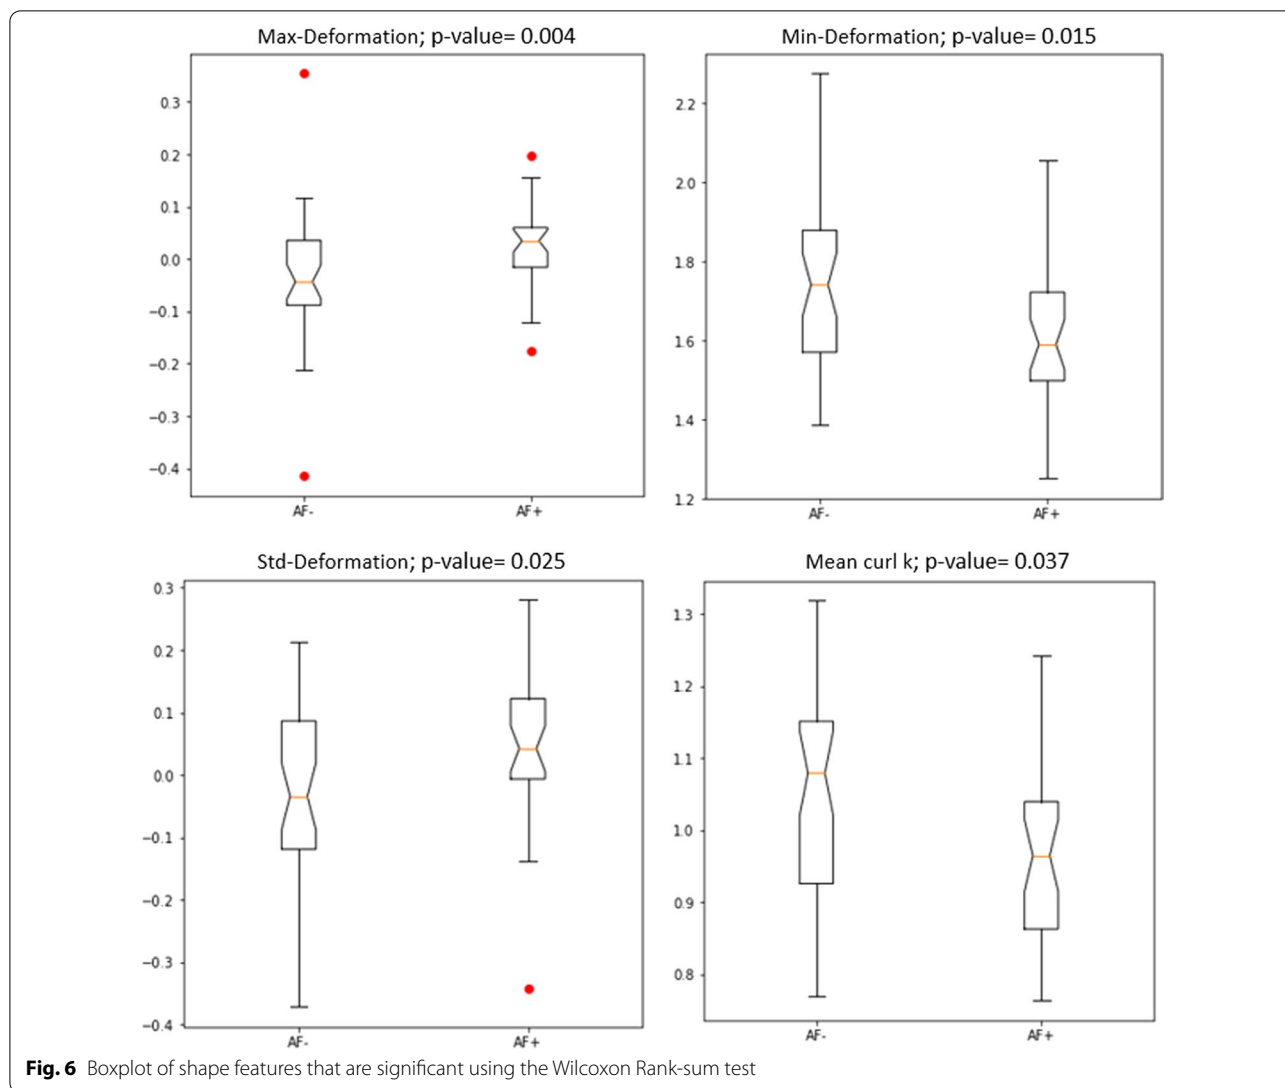 Max-Deformation; p-value= 0.004
0.3
0.2
0.1
0.0
−0.1
−0.2
−0.3
−0.4
AF-
AF+
Min-Deformation; p-value= 0.015
2.2
2.0
1.8
1.6
1.4
1.2
AF-
AF+
Std-Deformation; p-value= 0.025
0.3
0.2
0.1
0.0
−0.1
−0.2
−0.3
−0.4
AF-
AF+
Mean curl k; p-value= 0.037
1.3
1.2
1.1
1.0
0.9
0.8
AF-
AF+
Fig. 6 Boxplot of shape features that are significant using the Wilcoxon Rank-sum test